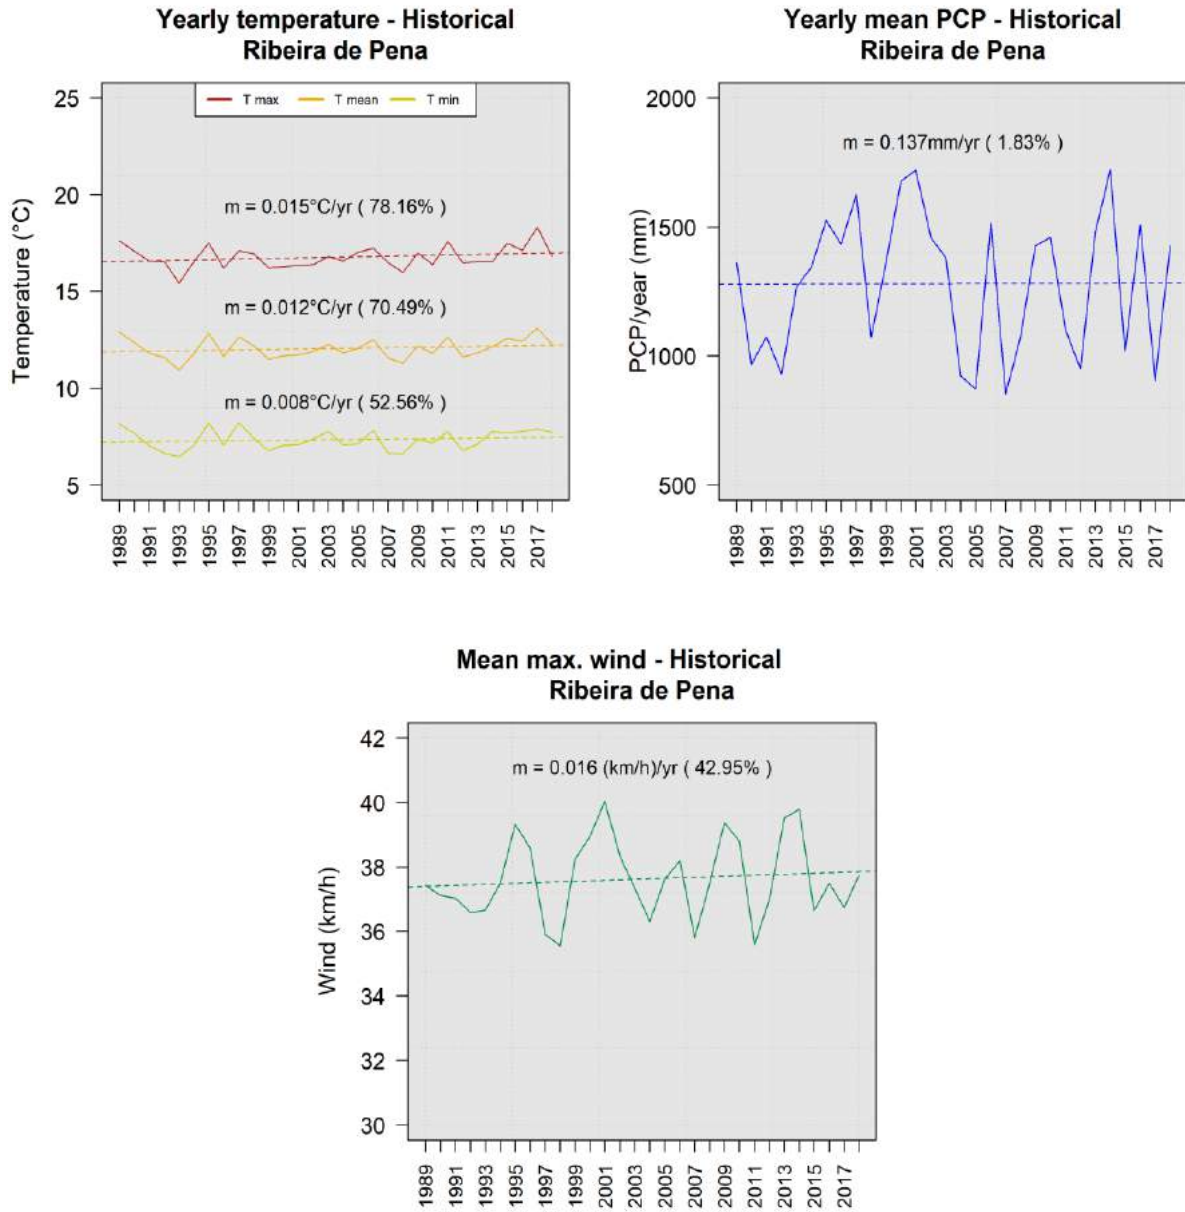 Yearly temperature - Historical
Ribeira de Pena
T max T mean T min
m = 0.015°C/yr ( 78.16% )
m = 0.012°C/yr ( 70.49% )
m = 0.008°C/yr ( 52.56% )
Temperature (°C)
25
20
15
10
5
1989 1991 1993 1995 1997 1999 2001 2003 2005 2007 2009 2011 2013 2015 2017
Yearly mean PCP - Historical
Ribeira de Pena
m = 0.137mm/yr ( 1.83% )
PCP/year (mm)
2000
1500
1000
500
1989 1991 1993 1995 1997 1999 2001 2003 2005 2007 2009 2011 2013 2015 2017
Mean max. wind - Historical
Ribeira de Pena
m = 0.016 (km/h)/yr ( 42.95% )
Wind (km/h)
42
40
38
36
34
32
30
1989 1991 1993 1995 1997 1999 2001 2003 2005 2007 2009 2011 2013 2015 2017